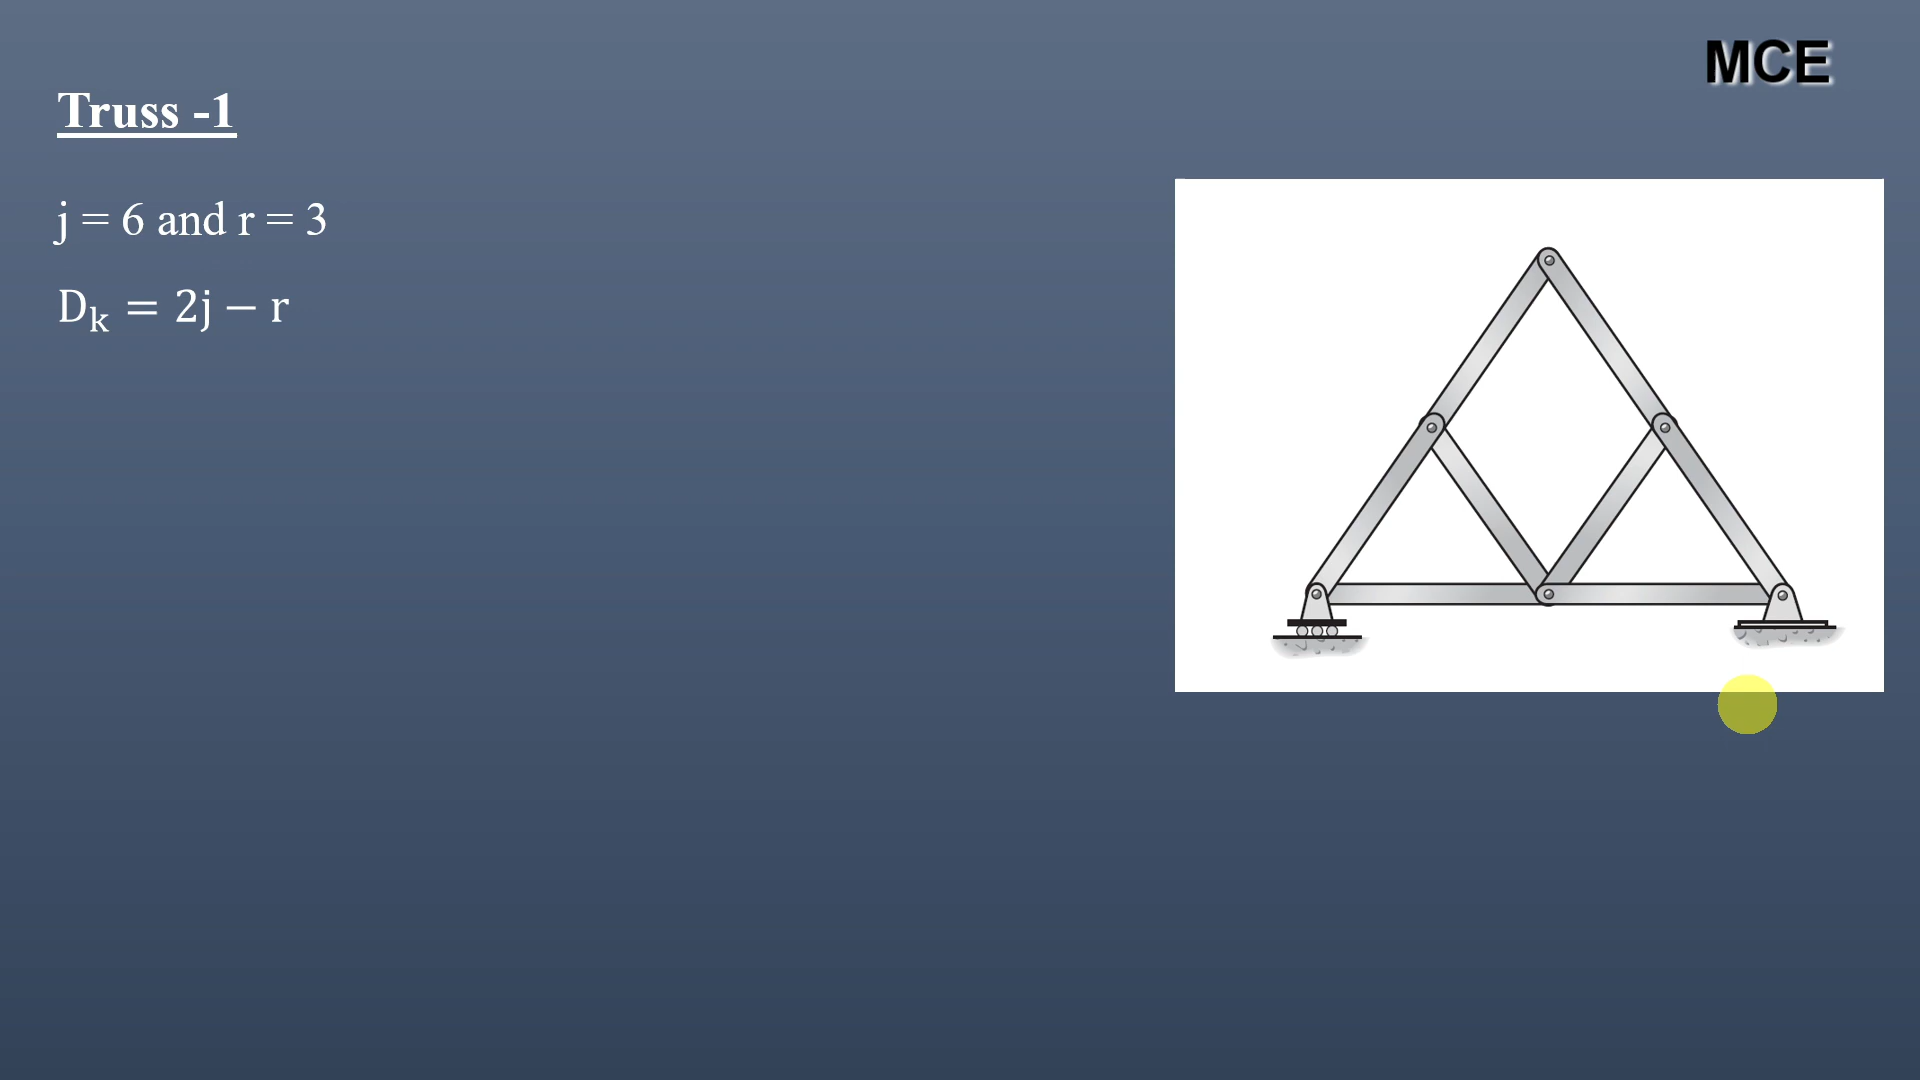 MCE
Truss -1
j = 6 and r = 3
Dₖ = 2j − r